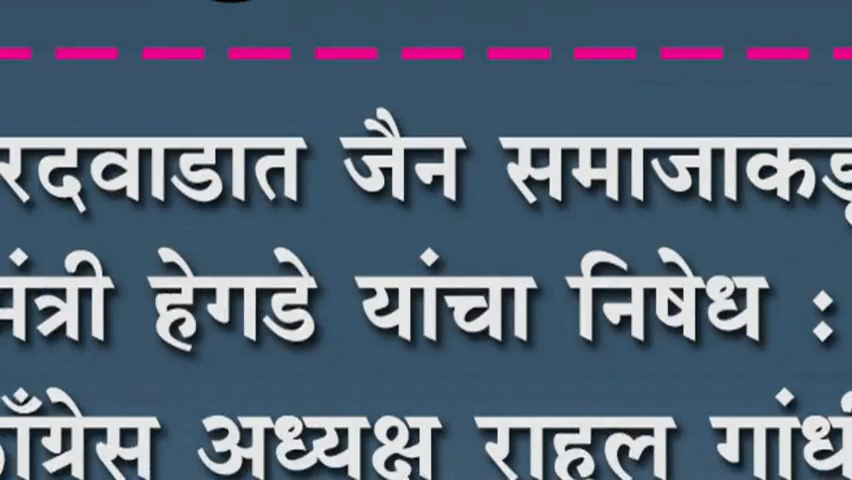 रदवाडात जैन समाजाकडू
मंत्री हेगडे यांचा निषेध :
काँग्रेस अध्यक्ष राहुल गांधी